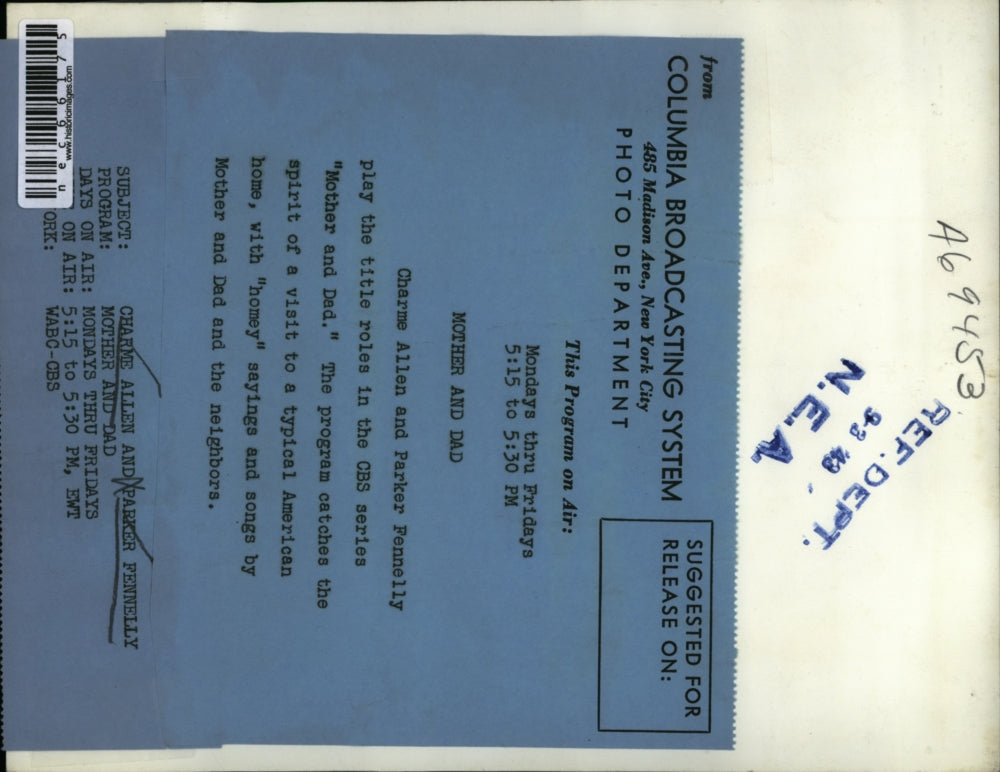 A69453
REF. DEPT.
N.E.A.
from
COLUMBIA BROADCASTING SYSTEM
485 Madison Ave., New York City
PHOTO DEPARTMENT
SUGGESTED FOR
RELEASE ON:
This Program on Air:
Mondays thru Fridays
5:15 to 5:30 PM
MOTHER AND DAD
Charme Allen and Parker Fennelly
play the title roles in the CBS series
"Mother and Dad." The program catches the
spirit of a visit to a typical American
home, with "homey" sayings and songs by
Mother and Dad and the neighbors.
SUBJECT: CHARME ALLEN AND PARKER FENNELLY
PROGRAM: MOTHER AND DAD
DAYS ON AIR: MONDAYS THRU FRIDAYS
ON AIR: 5:15 to 5:30 PM, EWT
ORK: WABC-CBS